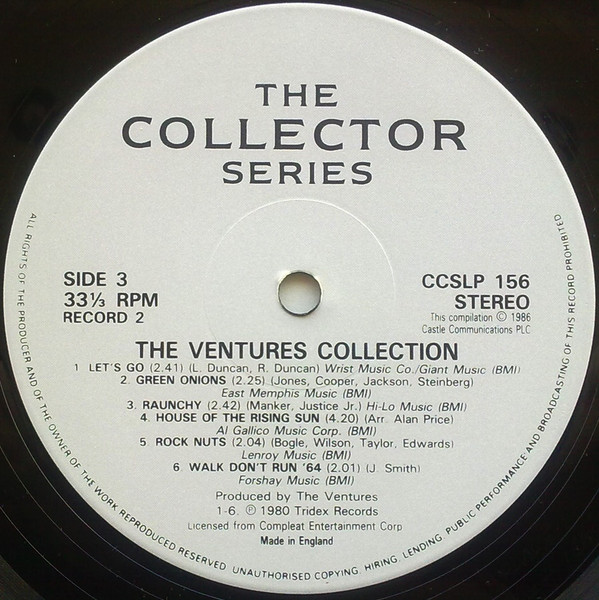 THE
COLLECTOR
SERIES
SIDE 3
33⅓ RPM
RECORD 2
CCSLP 156
STEREO
This compilation © 1986
Castle Communications PLC
THE VENTURES COLLECTION
1 LET'S GO (2.41) (L. Duncan, R. Duncan) Wrist Music Co./Giant Music (BMI)
2. GREEN ONIONS (2.25) (Jones, Cooper, Jackson, Steinberg)
East Memphis Music (BMI)
3. RAUNCHY (2.42) (Manker, Justice Jr.) Hi-Lo Music (BMI)
4. HOUSE OF THE RISING SUN (4.20) (Arr. Alan Price)
Al Gallico Music Corp. (BMI)
5 ROCK NUTS (2.04) (Bogle, Wilson, Taylor, Edwards)
Lenroy Music (BMI)
6. WALK DON'T RUN '64 (2.01) (J. Smith)
Forshay Music (BMI)
Produced by The Ventures
1-6. ℗ 1980 Tridex Records
Licensed from Compleat Entertainment Corp
Made in England
ALL RIGHTS OF THE PRODUCER AND OF THE OWNER OF THE WORK REPRODUCED RESERVED. UNAUTHORISED COPYING, HIRING, LENDING, PUBLIC PERFORMANCE AND BROADCASTING OF THIS RECORD PROHIBITED